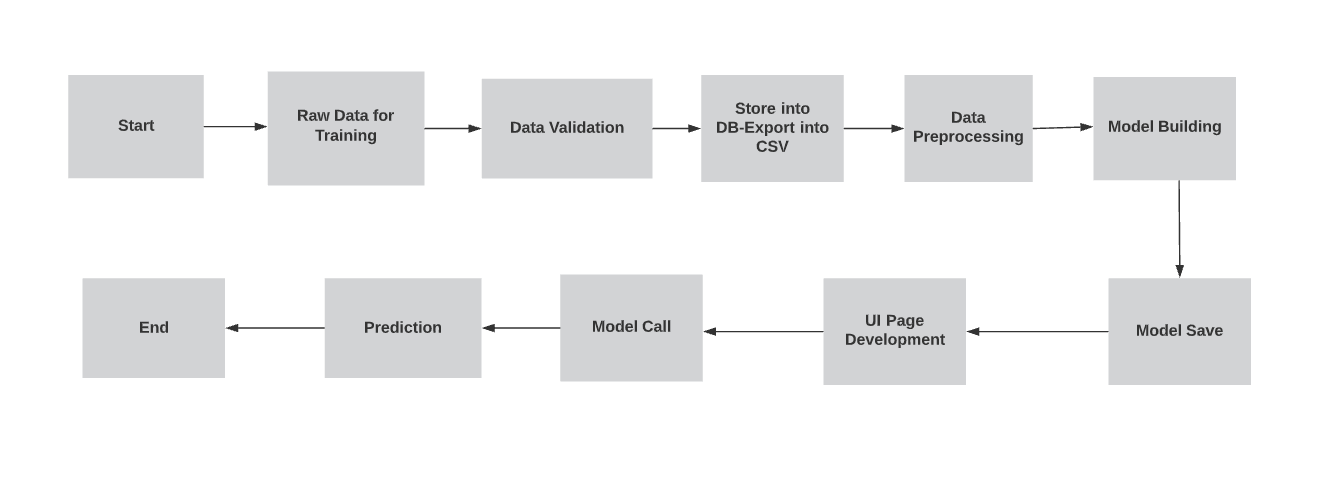 Start
Raw Data for
Training
Data Validation
Store into
DB-Export into
CSV
Data
Preprocessing
Model Building
Model Save
UI Page
Development
Model Call
Prediction
End